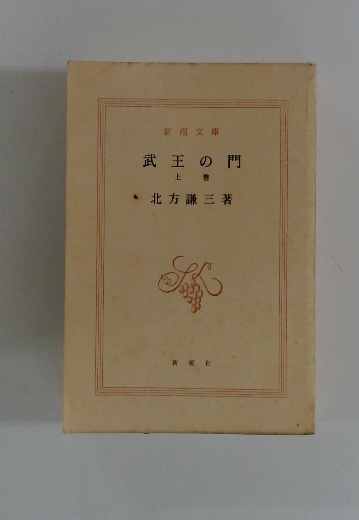 新潮文庫
武王の門
上巻
北方謙三著
新潮社